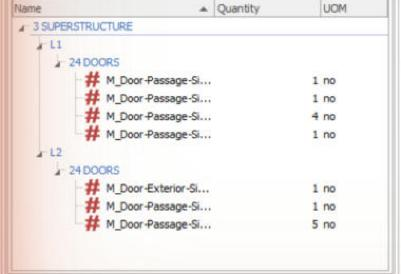 Name Quantity UOM
3 SUPERSTRUCTURE
L1
24 DOORS
# M_Door-Passage-Si... 1 no
# M_Door-Passage-Si... 1 no
# M_Door-Passage-Si... 4 no
# M_Door-Passage-Si... 1 no
L2
24 DOORS
# M_Door-Exterior-Si... 1 no
# M_Door-Passage-Si... 1 no
# M_Door-Passage-Si... 5 no